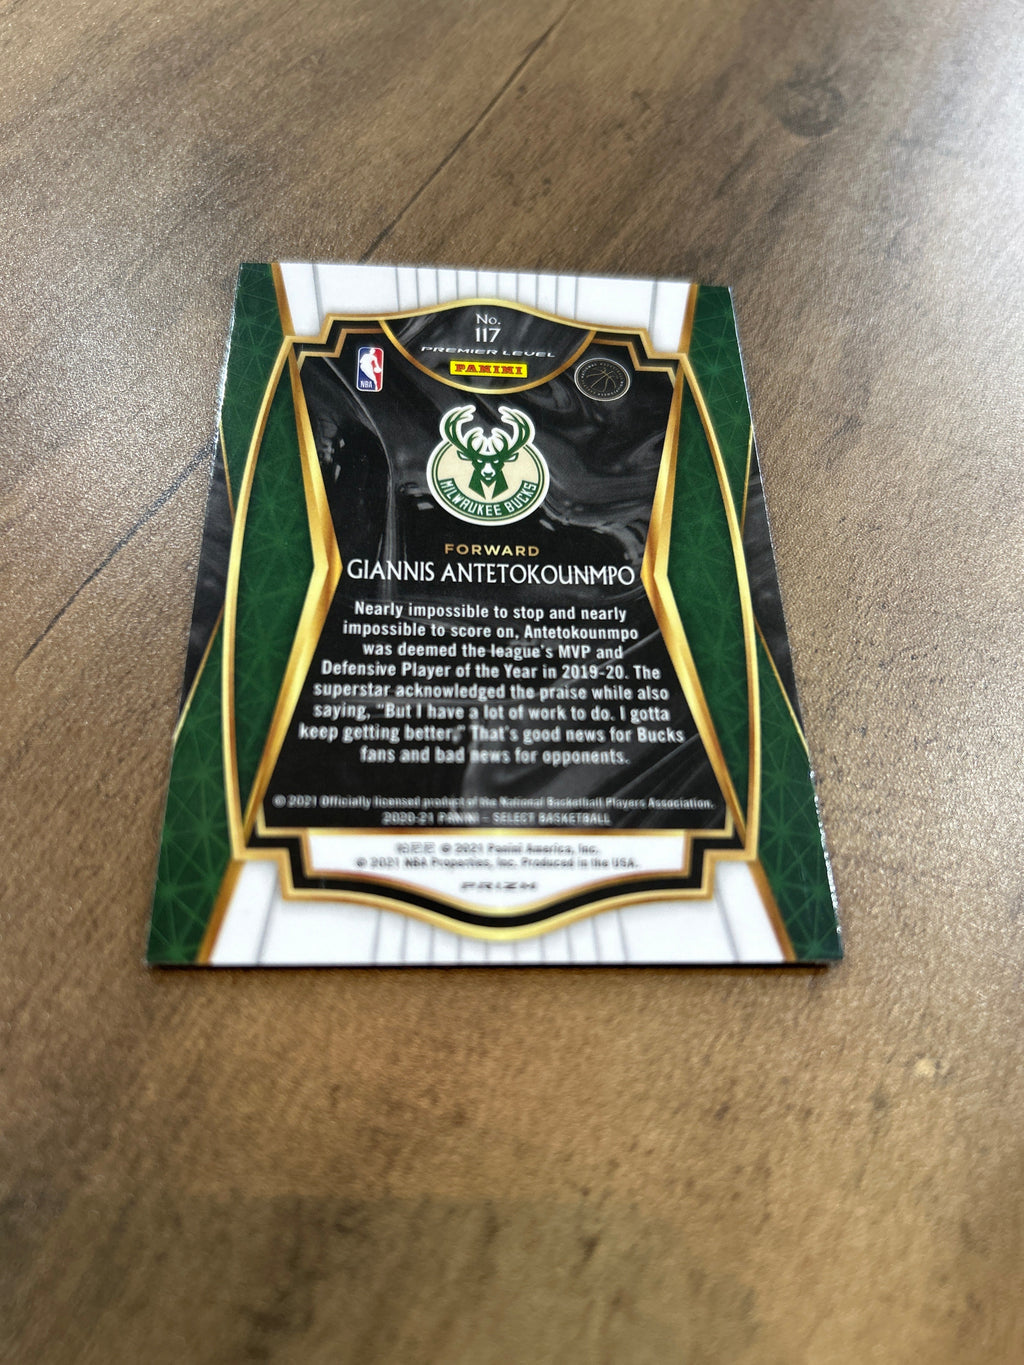 No.
117
PREMIER LEVEL
PANINI
NBA
MILWAUKEE BUCKS
FORWARD
GIANNIS ANTETOKOUNMPO
Nearly impossible to stop and nearly
impossible to score on, Antetokounmpo
was deemed the league's MVP and
Defensive Player of the Year in 2019-20. The
superstar acknowledged the praise while also
saying, "But I have a lot of work to do. I gotta
keep getting better." That's good news for Bucks
fans and bad news for opponents.
© 2021 Officially licensed product of the National Basketball Players Association.
2020-21 PANINI – SELECT BASKETBALL
© 2021 Panini America, Inc.
© 2021 NBA Properties, Inc. Produced in the USA.
PRIZM